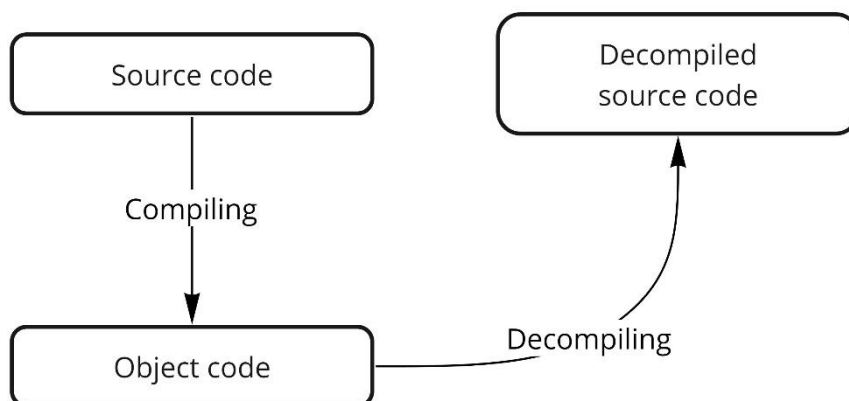 Source code
Decompiled
source code
Compiling
Decompiling
Object code